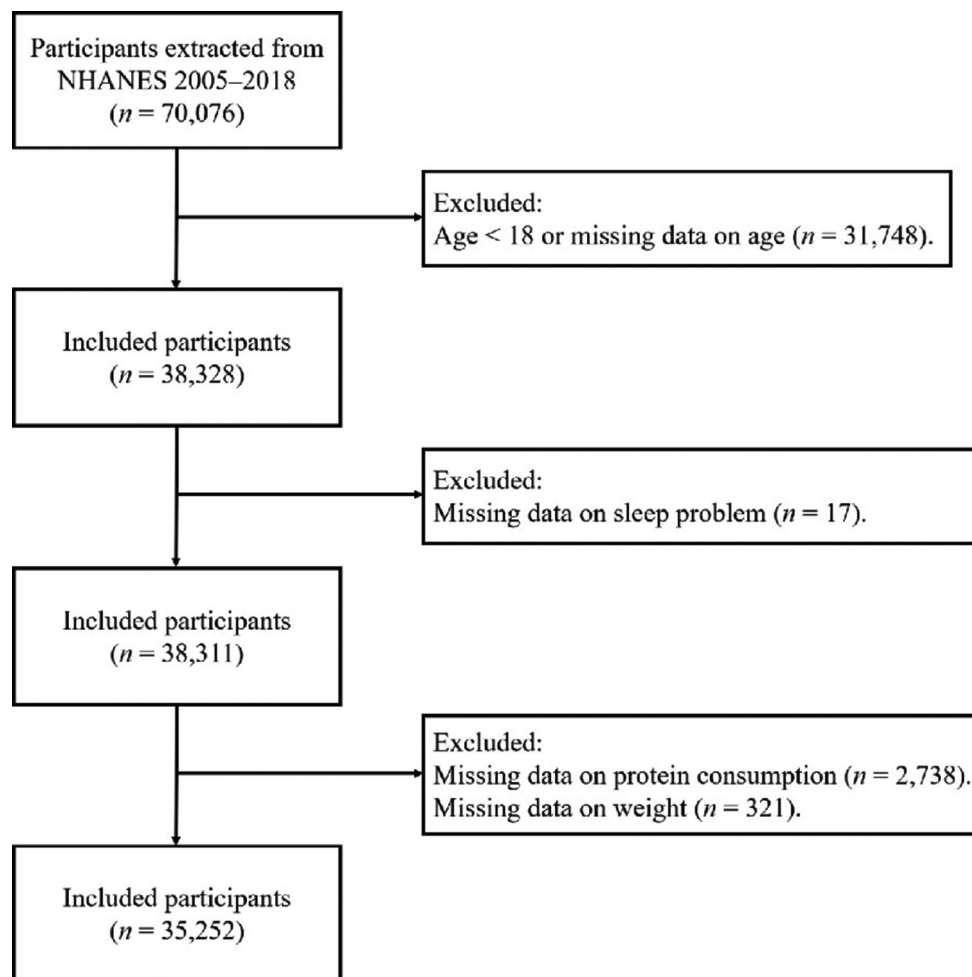 Participants extracted from
NHANES 2005–2018
(n = 70,076)
Excluded:
Age < 18 or missing data on age (n = 31,748).
Included participants
(n = 38,328)
Excluded:
Missing data on sleep problem (n = 17).
Included participants
(n = 38,311)
Excluded:
Missing data on protein consumption (n = 2,738).
Missing data on weight (n = 321).
Included participants
(n = 35,252)